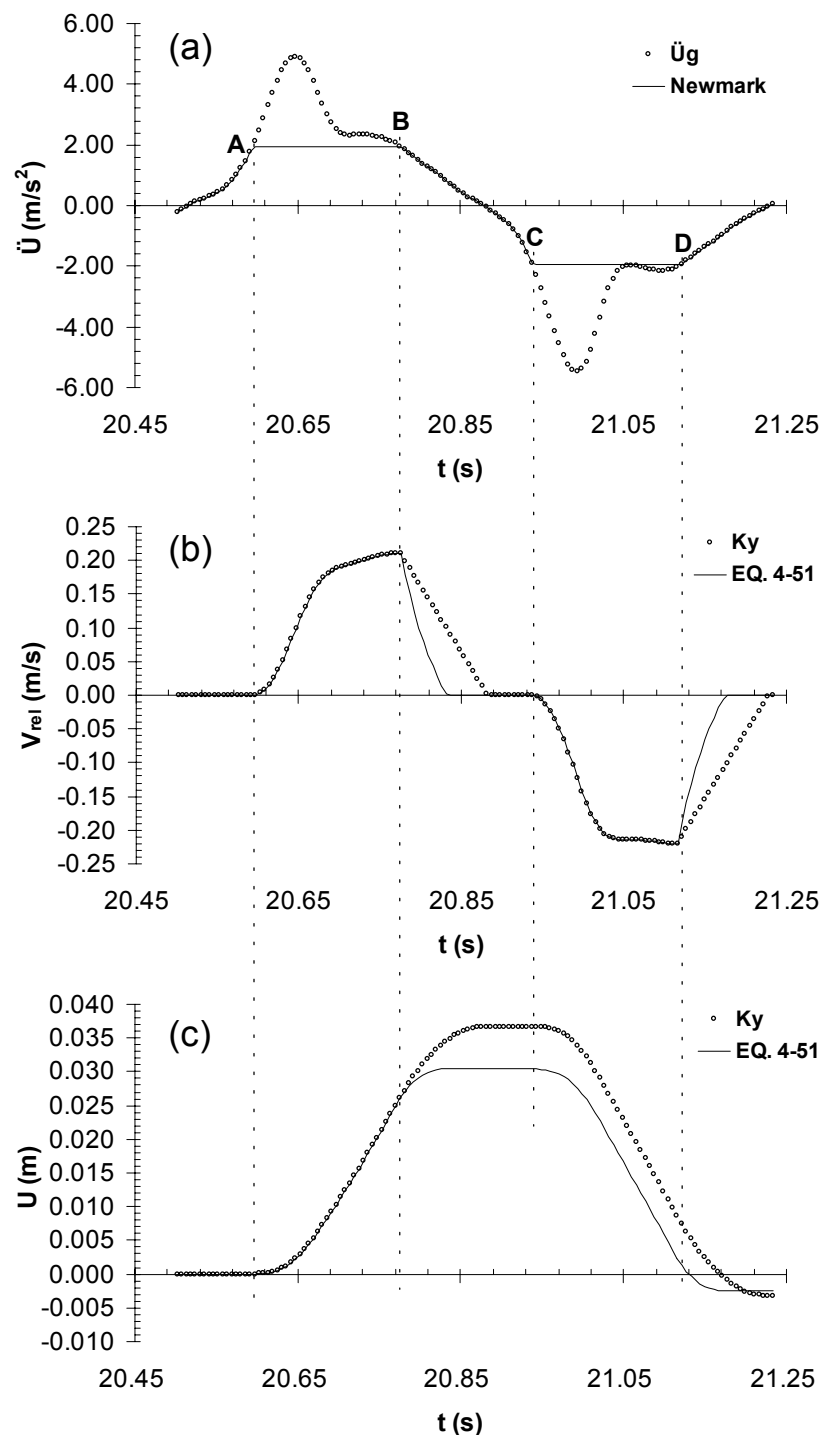 (a)
Üg
Newmark
6.00
4.00
2.00
0.00
-2.00
-4.00
-6.00
Ü (m/s²)
A
B
C
D
20.45 20.65 20.85 21.05 21.25
t (s)
(b)
Ky
EQ. 4-51
0.25
0.20
0.15
0.10
0.05
0.00
-0.05
-0.10
-0.15
-0.20
-0.25
Vrel (m/s)
20.45 20.65 20.85 21.05 21.25
t (s)
(c)
Ky
EQ. 4-51
0.040
0.035
0.030
0.025
0.020
0.015
0.010
0.005
0.000
-0.005
-0.010
U (m)
20.45 20.65 20.85 21.05 21.25
t (s)